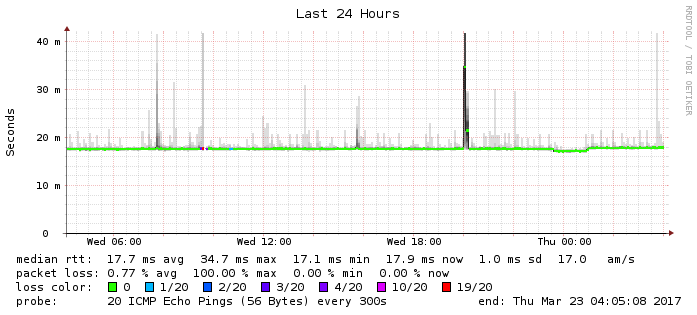 Last 24 Hours
RRDTOOL / TOBI OETIKER
Seconds
40 m
30 m
20 m
10 m
0
Wed 06:00 Wed 12:00 Wed 18:00 Thu 00:00
median rtt: 17.7 ms avg 34.7 ms max 17.1 ms min 17.9 ms now 1.0 ms sd 17.0 am/s
packet loss: 0.77 % avg 100.00 % max 0.00 % min 0.00 % now
loss color: 0 1/20 2/20 3/20 4/20 10/20 19/20
probe: 20 ICMP Echo Pings (56 Bytes) every 300s end: Thu Mar 23 04:05:08 2017